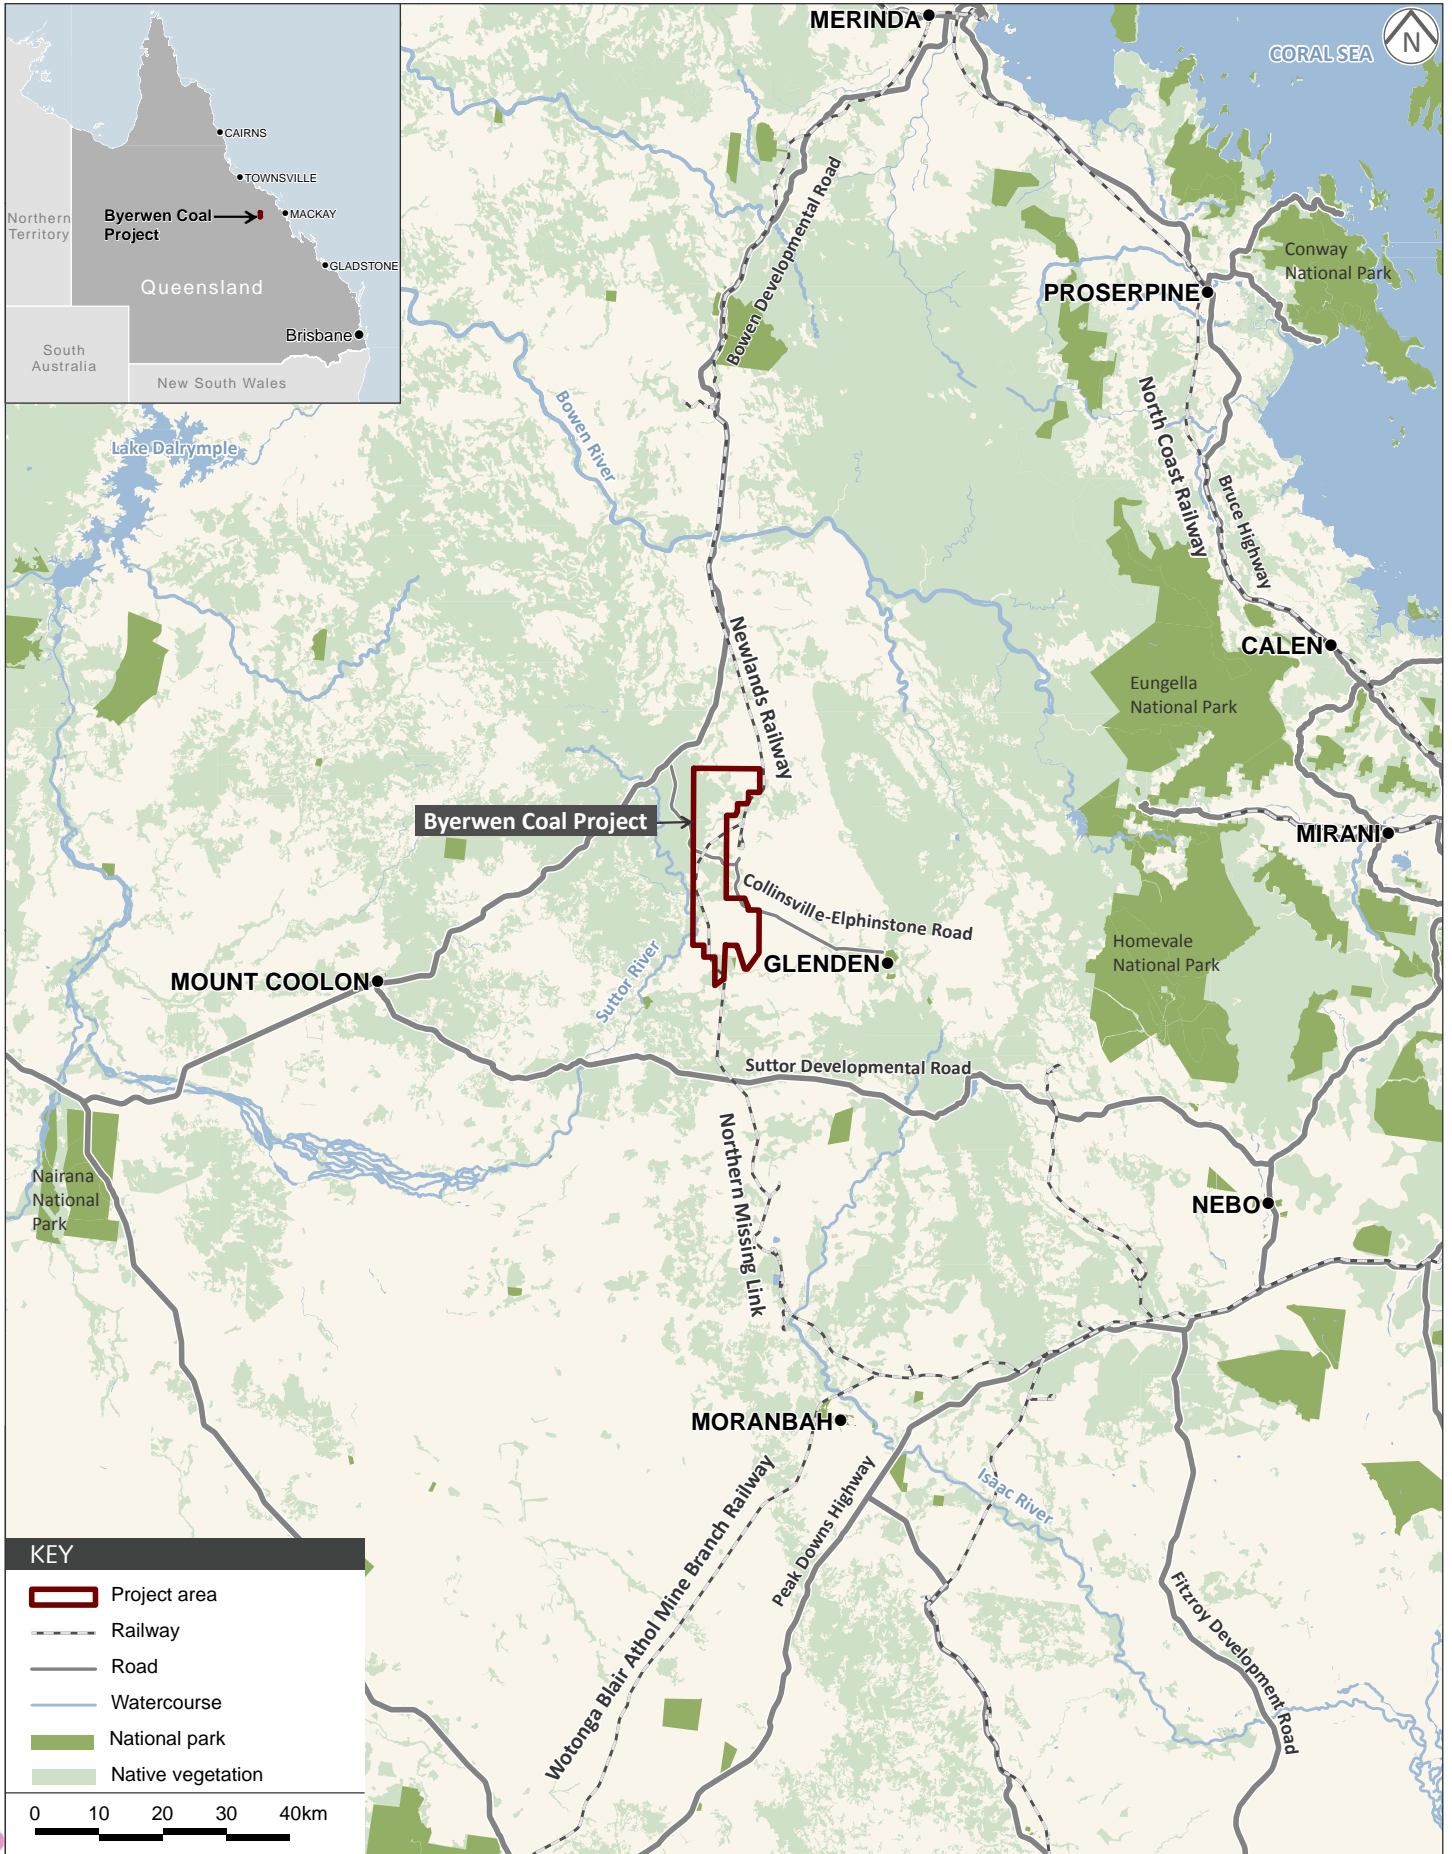 MERINDA
CORAL SEA
N
CAIRNS
TOWNSVILLE
MACKAY
Byerwen Coal
Project
Northern
Territory
GLADSTONE
Queensland
Brisbane
South
Australia
New South Wales
Bowen Developmental Road
Conway
National Park
PROSERPINE
Bowen River
Lake Dalrymple
North Coast Railway
Bruce Highway
Newlands Railway
CALEN
Eungella
National Park
Byerwen Coal Project
MIRANI
Collinsville-Elphinstone Road
Homevale
National Park
GLENDEN
MOUNT COOLON
Suttor River
Suttor Developmental Road
Northern Missing Link
Nairana
National
Park
NEBO
MORANBAH
Isaac River
Wotonga Blair Athol Mine Branch Railway
Peak Downs Highway
Fitzroy Development Road
KEY
Project area
Railway
Road
Watercourse
National park
Native vegetation
0 10 20 30 40km